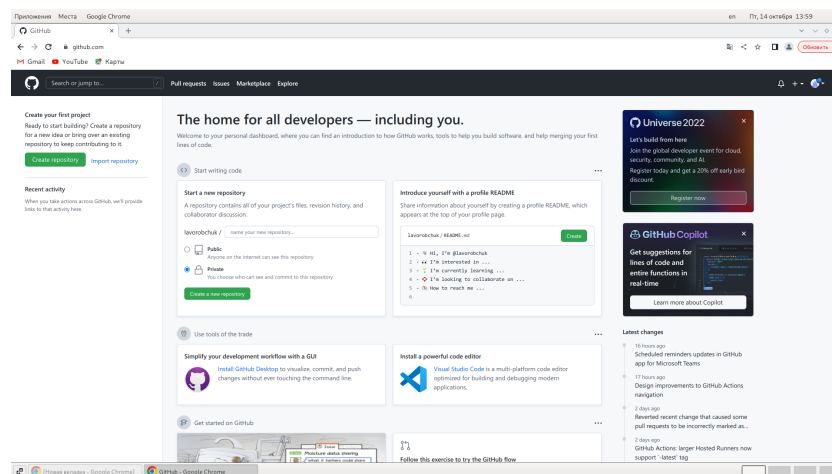 Приложения Места Google Chrome en Пт, 14 октября 13:59
GitHub × +
github.com Обновить
Gmail YouTube Карты
Search or jump to... / Pull requests Issues Marketplace Explore
Create your first project
Ready to start building? Create a repository
for a new idea or bring over an existing
repository to keep contributing to it.
Create repository Import repository
Recent activity
When you take actions across GitHub, we'll provide
links to that activity here.
The home for all developers — including you.
Welcome to your personal dashboard, where you can find an introduction to how GitHub works, tools to help you build software, and help merging your first
lines of code.
Start writing code ...
Start a new repository
A repository contains all of your project's files, revision history, and
collaborator discussion.
lavorobchuk / name your new repository...
Public
Anyone on the internet can see this repository
Private
You choose who can see and commit to this repository
Create a new repository
Introduce yourself with a profile README
Share information about yourself by creating a profile README, which
appears at the top of your profile page.
lavorobchuk / README.md Create
1 - Hi, I'm @lavorobchuk
2 - I'm interested in ...
3 - I'm currently learning ...
4 - I'm looking to collaborate on ...
5 - How to reach me ...
6
Use tools of the trade ...
Simplify your development workflow with a GUI
Install GitHub Desktop to visualize, commit, and push
changes without ever touching the command line.
Install a powerful code editor
Visual Studio Code is a multi-platform code editor
optimized for building and debugging modern
applications.
Get started on GitHub ...
Issue
Moisture data sharing
Follow this exercise to try the GitHub flow
Universe2022 ×
Let's build from here
Join the global developer event for cloud,
security, community, and AI.
Register today and get a 20% off early bird
discount.
Register now
GitHub Copilot ×
Get suggestions for
lines of code and
entire functions in
real-time
Learn more about Copilot
Latest changes
16 hours ago
Scheduled reminders updates in GitHub
app for Microsoft Teams
17 hours ago
Design improvements to GitHub Actions
navigation
2 days ago
Reverted recent change that caused some
pull requests to be incorrectly marked as...
2 days ago
GitHub Actions: larger Hosted Runners now
support '-latest' tag
[Новая вкладка - Google Chrome] GitHub - Google Chrome